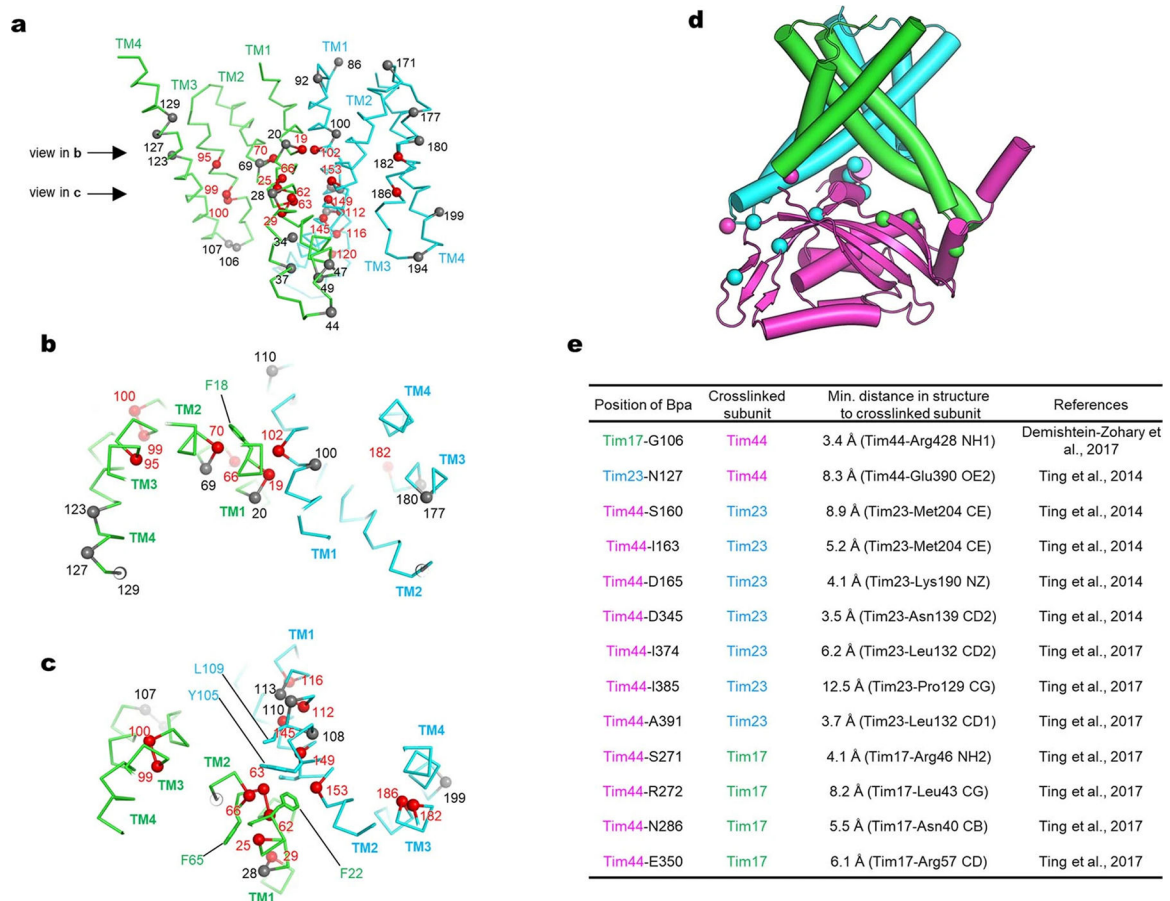 a
TM4
TM3
TM2
TM1
TM1
TM2
TM3
TM4
86
92
171
177
129
127
123
20
19
100
102
180
view in b
95
70
69
66
153
182
view in c
99
25
28
62
63
149
186
100
29
112
199
107
106
34
145
116
120
194
37
47
49
44
b
110
F18
100
TM2
TM4
70
102
99
95
100
182
TM3
66
69
19
TM3
123
20
180
177
TM1
TM4
TM1
127
129
TM2
c
TM1
L109
107
Y105
113
116
110
112
100
145
108
TM4
TM2
63
149
99
TM3
153
186
199
66
182
TM4
62
25
TM2
TM3
F65
29
28
F22
TM1
d
e
Position of Bpa Crosslinked subunit Min. distance in structure to crosslinked subunit References
Tim17-G106 Tim44 3.4 Å (Tim44-Arg428 NH1) Demishtein-Zohary et al., 2017
Tim23-N127 Tim44 8.3 Å (Tim44-Glu390 OE2) Ting et al., 2014
Tim44-S160 Tim23 8.9 Å (Tim23-Met204 CE) Ting et al., 2014
Tim44-I163 Tim23 5.2 Å (Tim23-Met204 CE) Ting et al., 2014
Tim44-D165 Tim23 4.1 Å (Tim23-Lys190 NZ) Ting et al., 2014
Tim44-D345 Tim23 3.5 Å (Tim23-Asn139 CD2) Ting et al., 2014
Tim44-I374 Tim23 6.2 Å (Tim23-Leu132 CD2) Ting et al., 2017
Tim44-I385 Tim23 12.5 Å (Tim23-Pro129 CG) Ting et al., 2017
Tim44-A391 Tim23 3.7 Å (Tim23-Leu132 CD1) Ting et al., 2017
Tim44-S271 Tim17 4.1 Å (Tim17-Arg46 NH2) Ting et al., 2017
Tim44-R272 Tim17 8.2 Å (Tim17-Leu43 CG) Ting et al., 2017
Tim44-N286 Tim17 5.5 Å (Tim17-Asn40 CB) Ting et al., 2017
Tim44-E350 Tim17 6.1 Å (Tim17-Arg57 CD) Ting et al., 2017